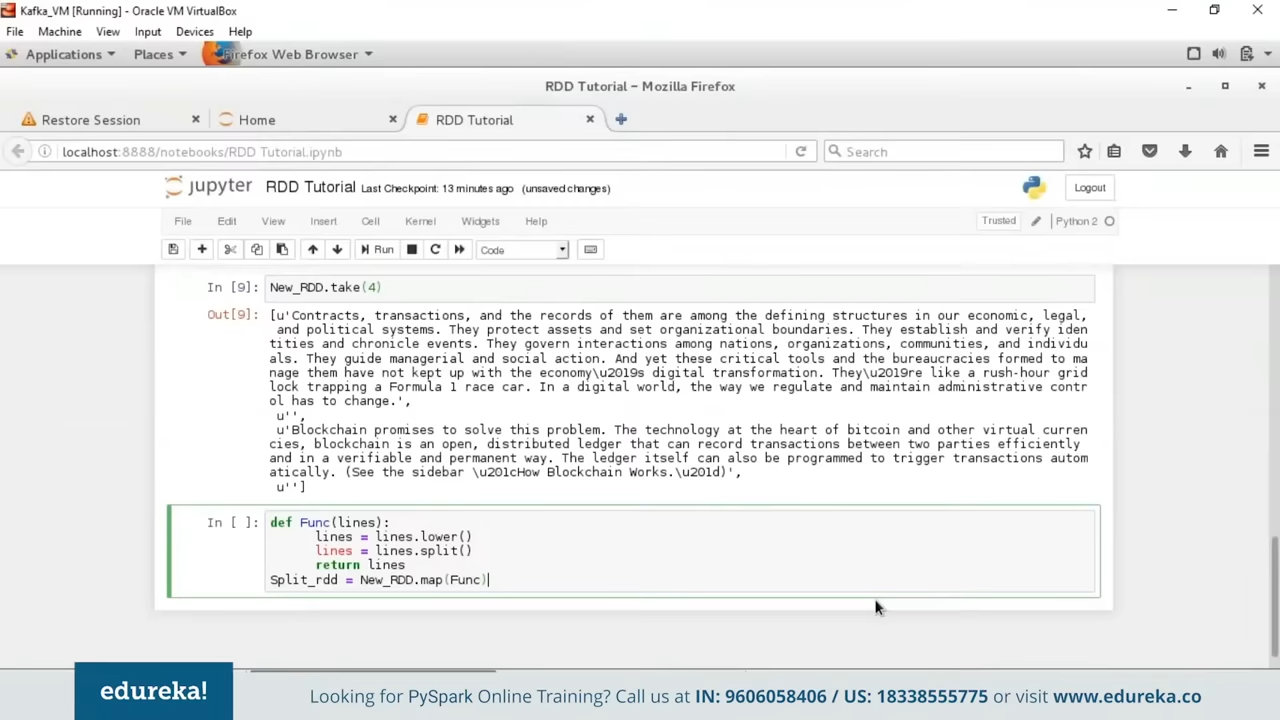 Kafka_VM [Running] - Oracle VM VirtualBox
File Machine View Input Devices Help
Applications Places Firefox Web Browser
RDD Tutorial – Mozilla Firefox
Restore Session Home RDD Tutorial
localhost:8888/notebooks/RDD Tutorial.ipynb Search
jupyter RDD Tutorial Last Checkpoint: 13 minutes ago (unsaved changes) Logout
File Edit View Insert Cell Kernel Widgets Help Trusted Python 2
Run Code
In [9]: New_RDD.take(4)
Out[9]: [u'Contracts, transactions, and the records of them are among the defining structures in our economic, legal,
and political systems. They protect assets and set organizational boundaries. They establish and verify iden
tities and chronicle events. They govern interactions among nations, organizations, communities, and individu
als. They guide managerial and social action. And yet these critical tools and the bureaucracies formed to ma
nage them have not kept up with the economy\u2019s digital transformation. They\u2019re like a rush-hour grid
lock trapping a Formula 1 race car. In a digital world, the way we regulate and maintain administrative contr
ol has to change.',
u'',
u'Blockchain promises to solve this problem. The technology at the heart of bitcoin and other virtual curren
cies, blockchain is an open, distributed ledger that can record transactions between two parties efficiently
and in a verifiable and permanent way. The ledger itself can also be programmed to trigger transactions autom
atically. (See the sidebar \u201cHow Blockchain Works.\u201d)',
u'']
In [ ]: def Func(lines):
lines = lines.lower()
lines = lines.split()
return lines
Split_rdd = New_RDD.map(Func)
edureka! Looking for PySpark Online Training? Call us at IN: 9606058406 / US: 18338555775 or visit www.edureka.co